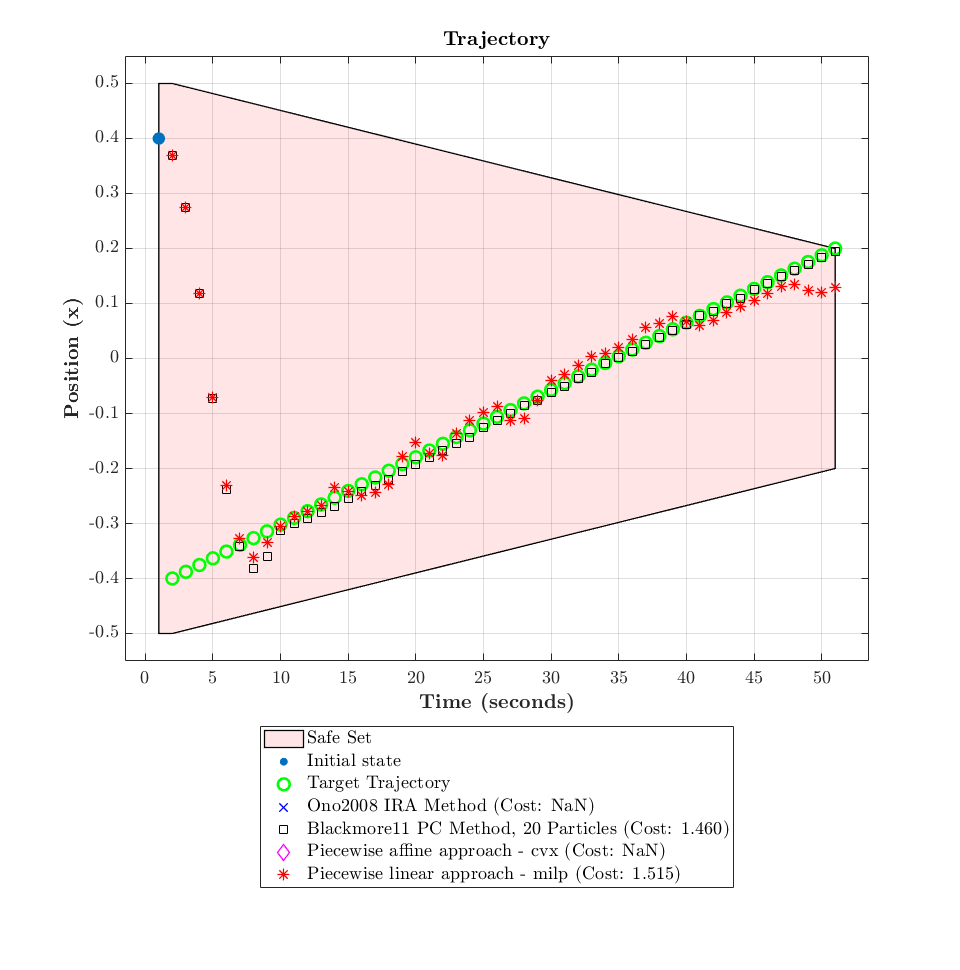 Trajectory
0.5
0.4
0.3
0.2
0.1
0
-0.1
-0.2
-0.3
-0.4
-0.5
Position (x)
0 5 10 15 20 25 30 35 40 45 50
Time (seconds)
Safe Set
Initial state
Target Trajectory
Ono2008 IRA Method (Cost: NaN)
Blackmore11 PC Method, 20 Particles (Cost: 1.460)
Piecewise affine approach - cvx (Cost: NaN)
Piecewise linear approach - milp (Cost: 1.515)